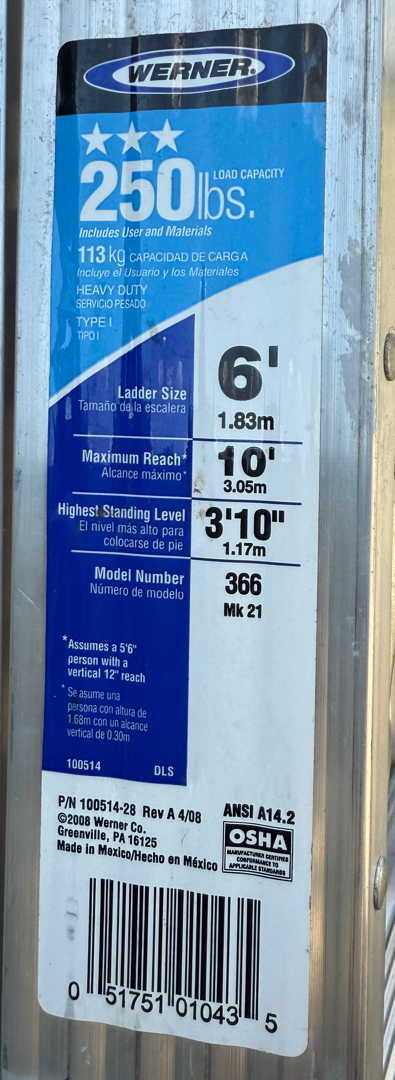 WERNER.
250 lbs. LOAD CAPACITY
Includes User and Materials
113 kg CAPACIDAD DE CARGA
Incluye el Usuario y los Materiales
HEAVY DUTY
SERVICIO PESADO
TYPE I
TIPO I
Ladder Size
Tamaño de la escalera
6'
1.83m
Maximum Reach*
Alcance máximo*
10'
3.05m
Highest Standing Level
El nivel más alto para
colocarse de pie
3'10"
1.17m
Model Number
Número de modelo
366
Mk 21
*Assumes a 5'6"
person with a
vertical 12" reach
* Se asume una
persona con altura de
1.68m con un alcance
vertical de 0.30m
100514 DLS
P/N 100514-28 Rev A 4/08
©2008 Werner Co.
Greenville, PA 16125
Made in Mexico/Hecho en México
ANSI A14.2
OSHA
MANUFACTURER CERTIFIES
CONFORMANCE TO
APPLICABLE STANDARDS
0 51751 01043 5